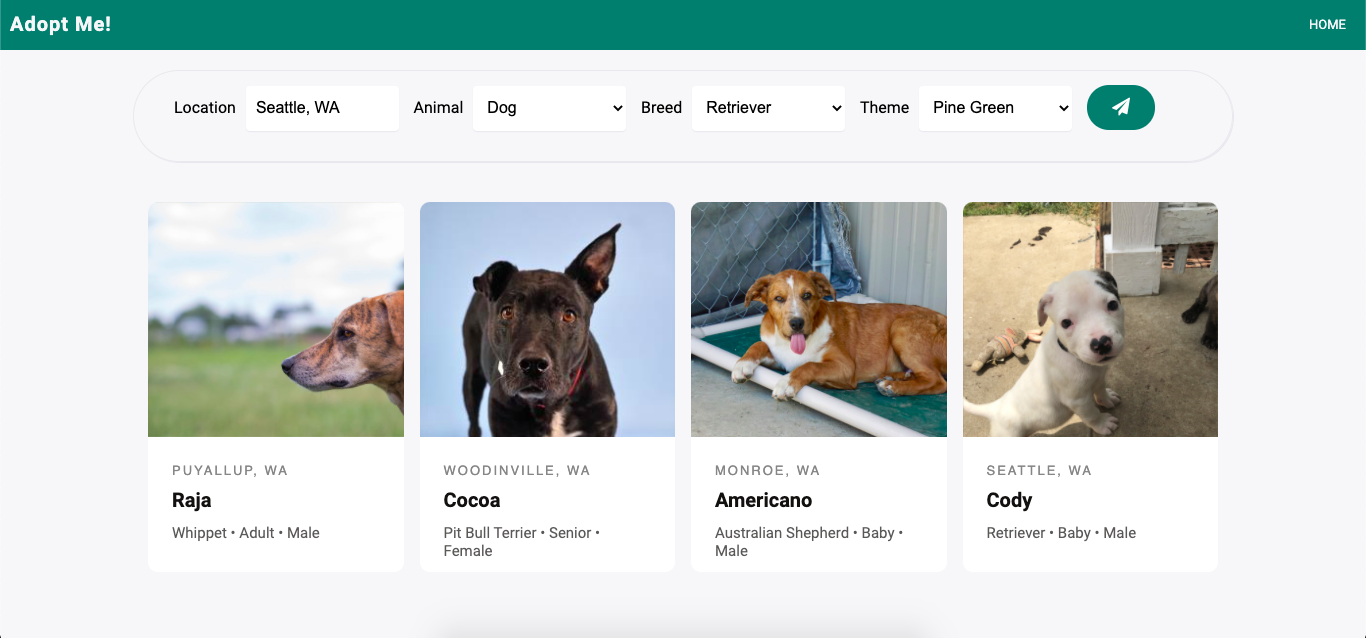 Adopt Me!
HOME
Location Seattle, WA Animal Dog Breed Retriever Theme Pine Green
PUYALLUP, WA
Raja
Whippet • Adult • Male
WOODINVILLE, WA
Cocoa
Pit Bull Terrier • Senior •
Female
MONROE, WA
Americano
Australian Shepherd • Baby •
Male
SEATTLE, WA
Cody
Retriever • Baby • Male